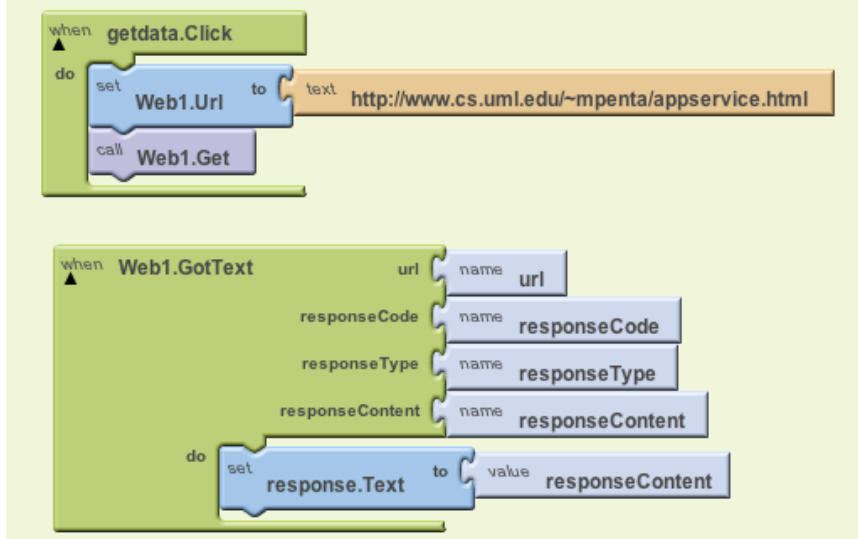 when getdata.Click
do set Web1.Url to text http://www.cs.uml.edu/~mpenta/appservice.html
call Web1.Get
when Web1.GotText url name url
responseCode name responseCode
responseType name responseType
responseContent name responseContent
do set response.Text to value responseContent